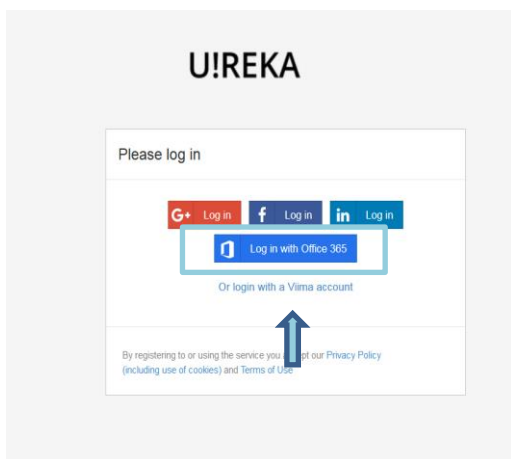 U!REKA
Please log in
G+ Log in f Log in in Log in
Log in with Office 365
Or login with a Viima account
By registering to or using the service you our Privacy Policy
(including use of cookies) and Terms of Use